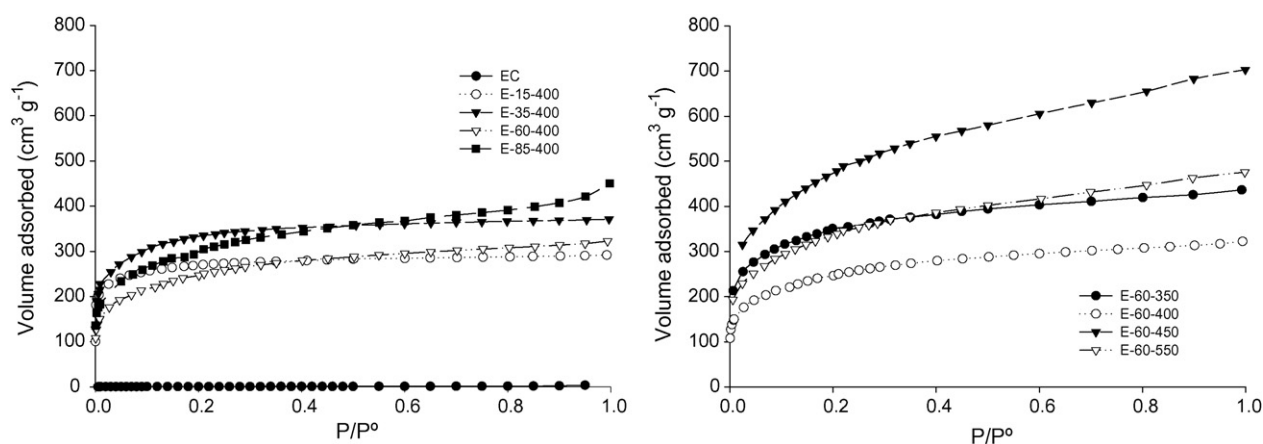 800
700
600
500
400
300
200
100
0
Volume adsorbed (cm³ g⁻¹)
EC
E-15-400
E-35-400
E-60-400
E-85-400
0.0 0.2 0.4 0.6 0.8 1.0
P/Pº
800
700
600
500
400
300
200
100
0
Volume adsorbed (cm³ g⁻¹)
E-60-350
E-60-400
E-60-450
E-60-550
0.0 0.2 0.4 0.6 0.8 1.0
P/Pº